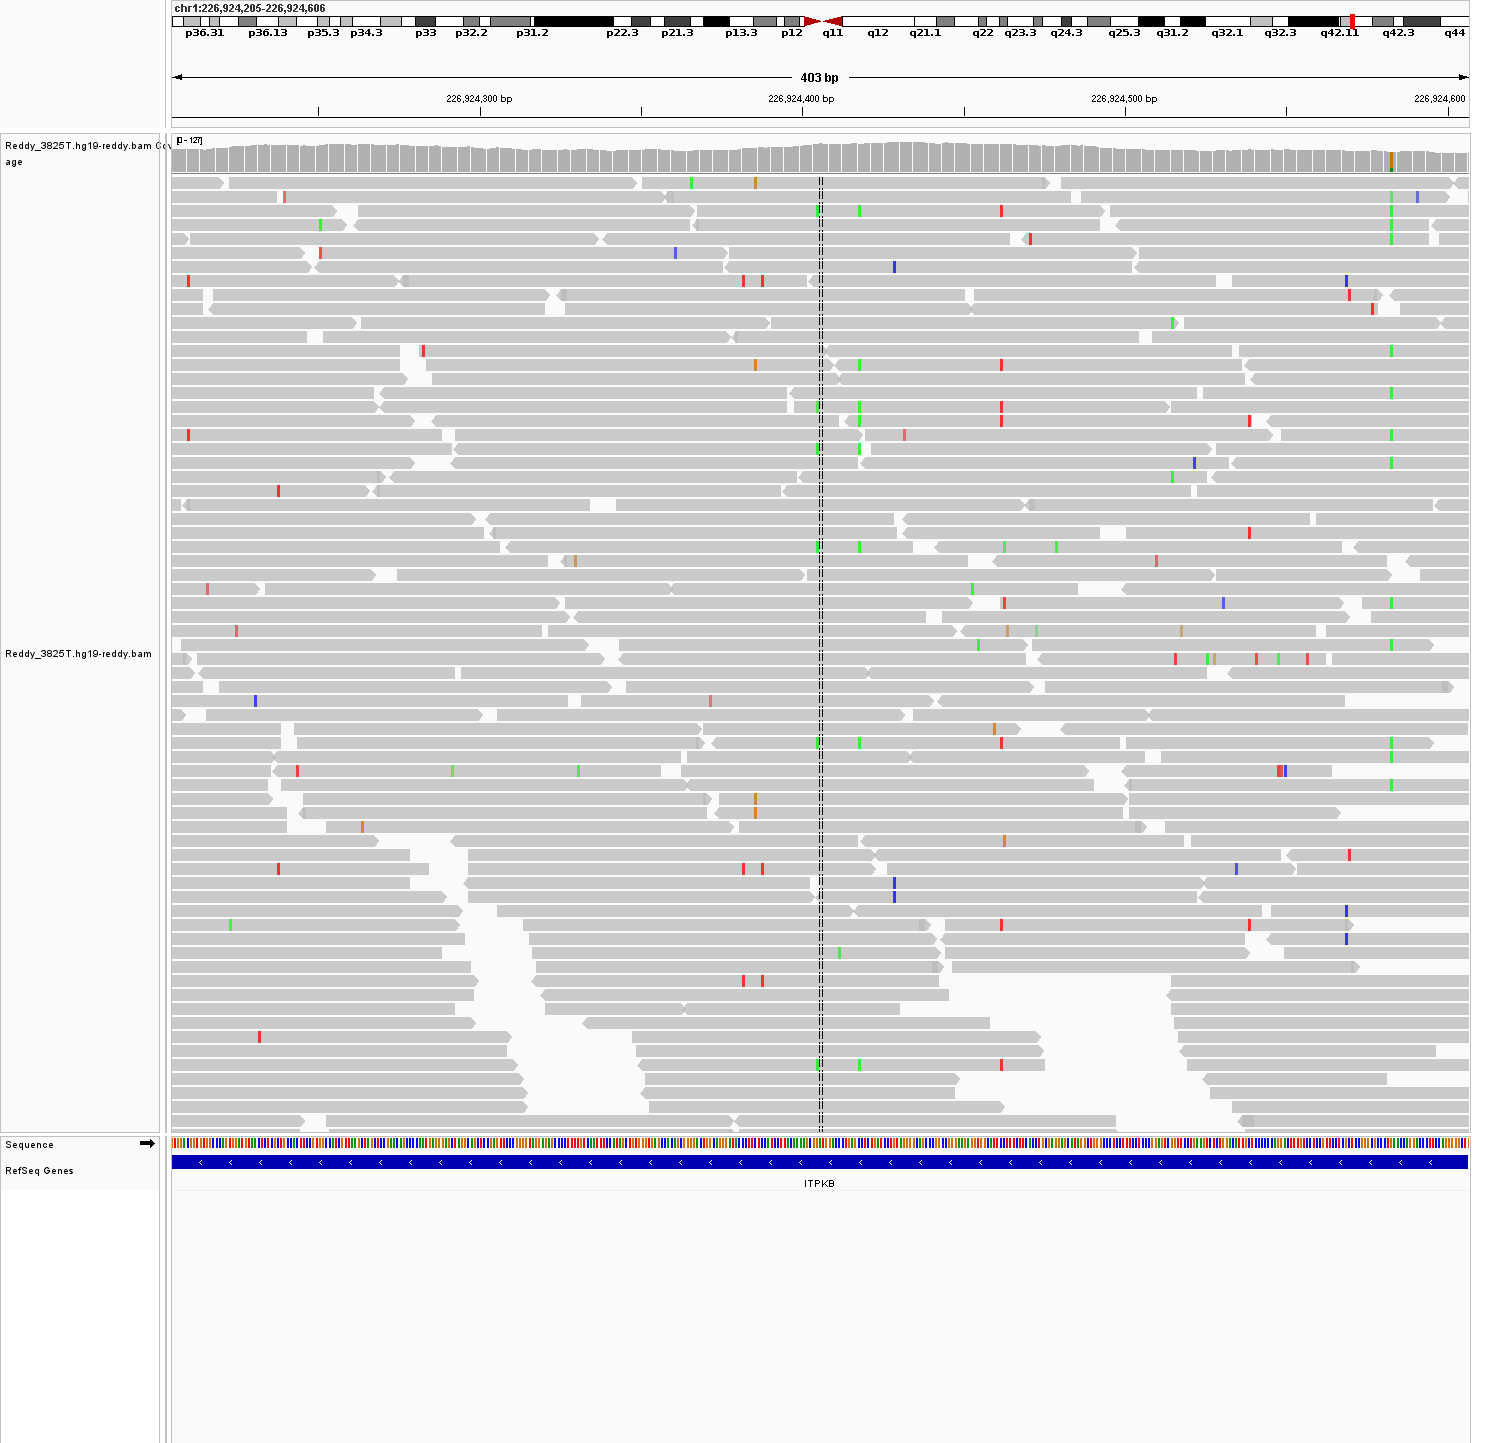 chr1:226,924,205-226,924,606
p36.31 p36.13 p35.3 p34.3 p33 p32.2 p31.2 p22.3 p21.3 p13.3 p12 q11 q12 q21.1 q22 q23.3 q24.3 q25.3 q31.2 q32.1 q32.3 q42.11 q42.3 q44
403 bp
226,924,300 bp 226,924,400 bp 226,924,500 bp 226,924,600
[0 - 127]
Reddy_3825T.hg19-reddy.bam Cov
age
Reddy_3825T.hg19-reddy.bam
Sequence
RefSeq Genes
ITPKB